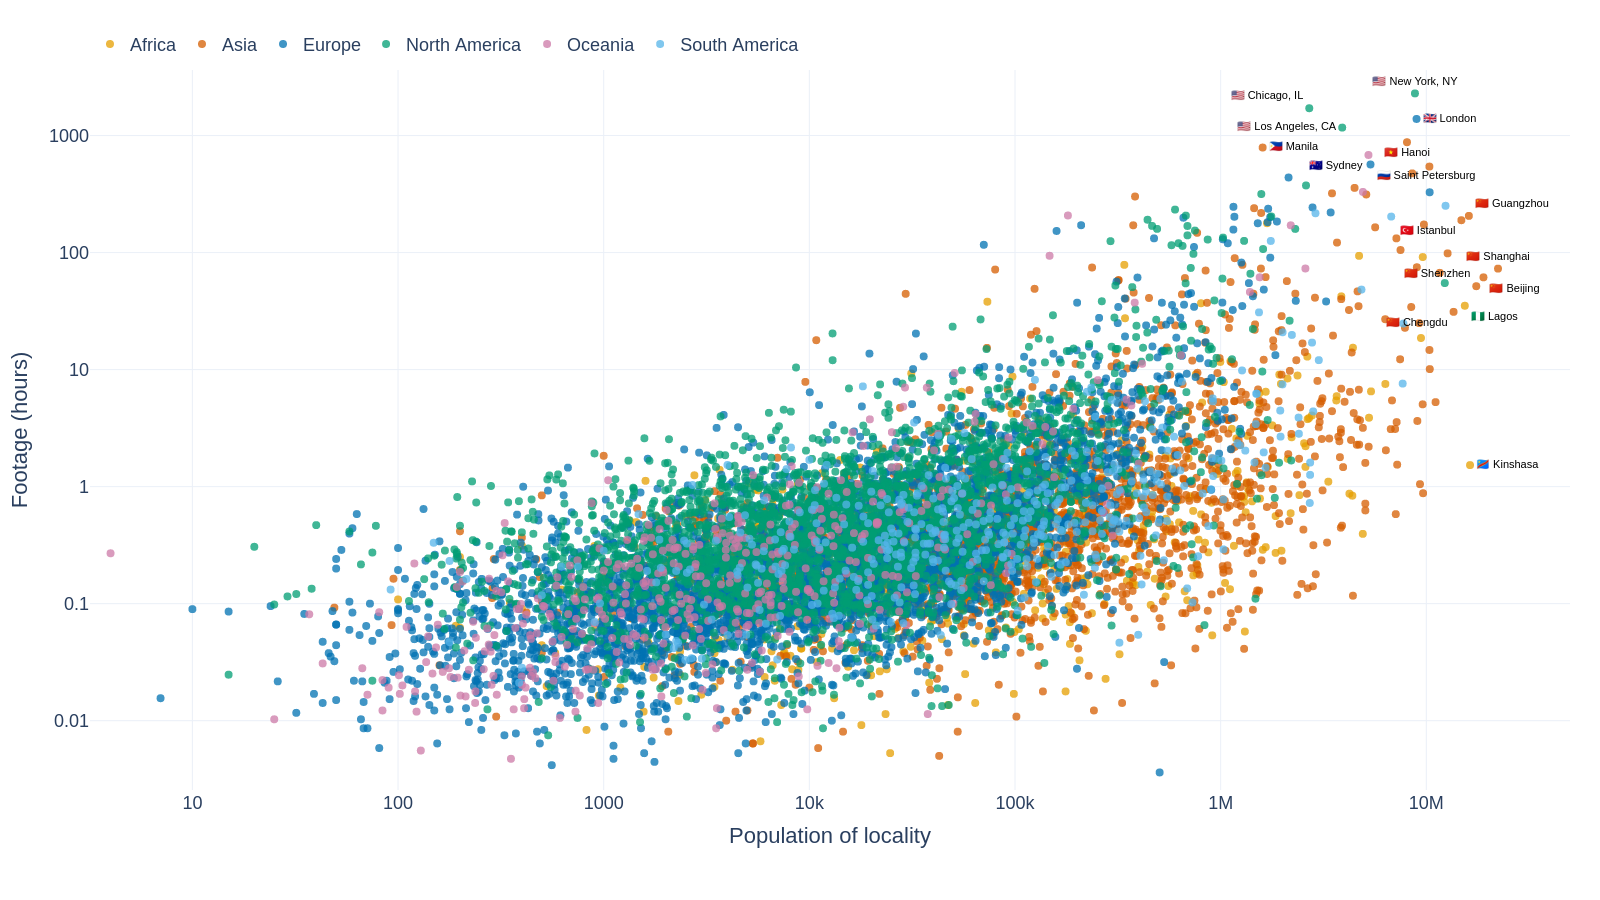 Africa Asia Europe North America Oceania South America
New York, NY
Chicago, IL
London
Los Angeles, CA
1000
Manila
Hanoi
Sydney
Saint Petersburg
Guangzhou
Istanbul
100
Shanghai
Shenzhen
Beijing
Lagos
Chengdu
10
Kinshasa
1
0.1
0.01
Footage (hours)
10 100 1000 10k 100k 1M 10M
Population of locality